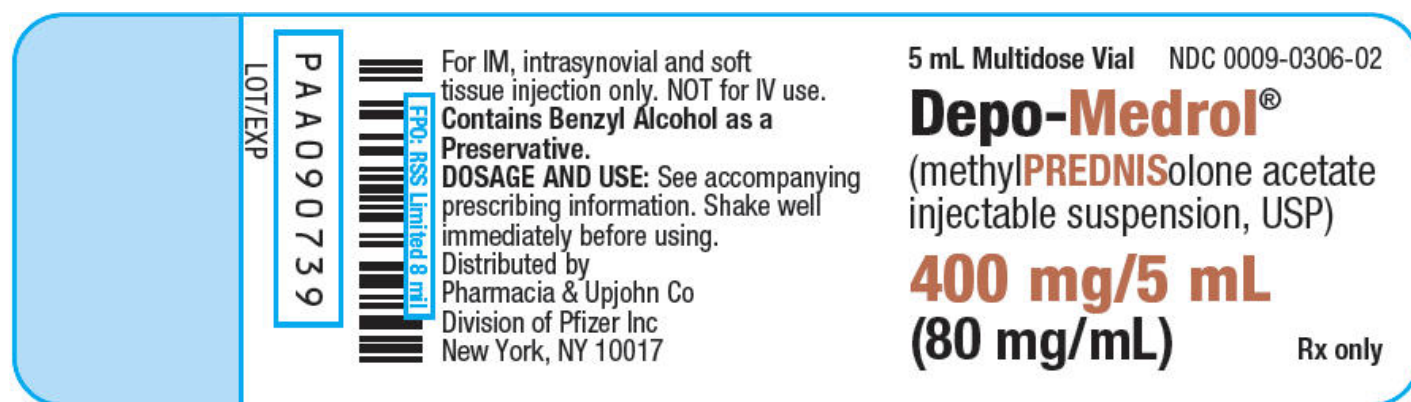 LOT/EXP
PAA090739
FPO: RSS Limited 8 mil
For IM, intrasynovial and soft
tissue injection only. NOT for IV use.
Contains Benzyl Alcohol as a
Preservative.
DOSAGE AND USE: See accompanying
prescribing information. Shake well
immediately before using.
Distributed by
Pharmacia & Upjohn Co
Division of Pfizer Inc
New York, NY 10017
5 mL Multidose Vial NDC 0009-0306-02
Depo-Medrol®
(methylPREDNISolone acetate
injectable suspension, USP)
400 mg/5 mL
(80 mg/mL)
Rx only